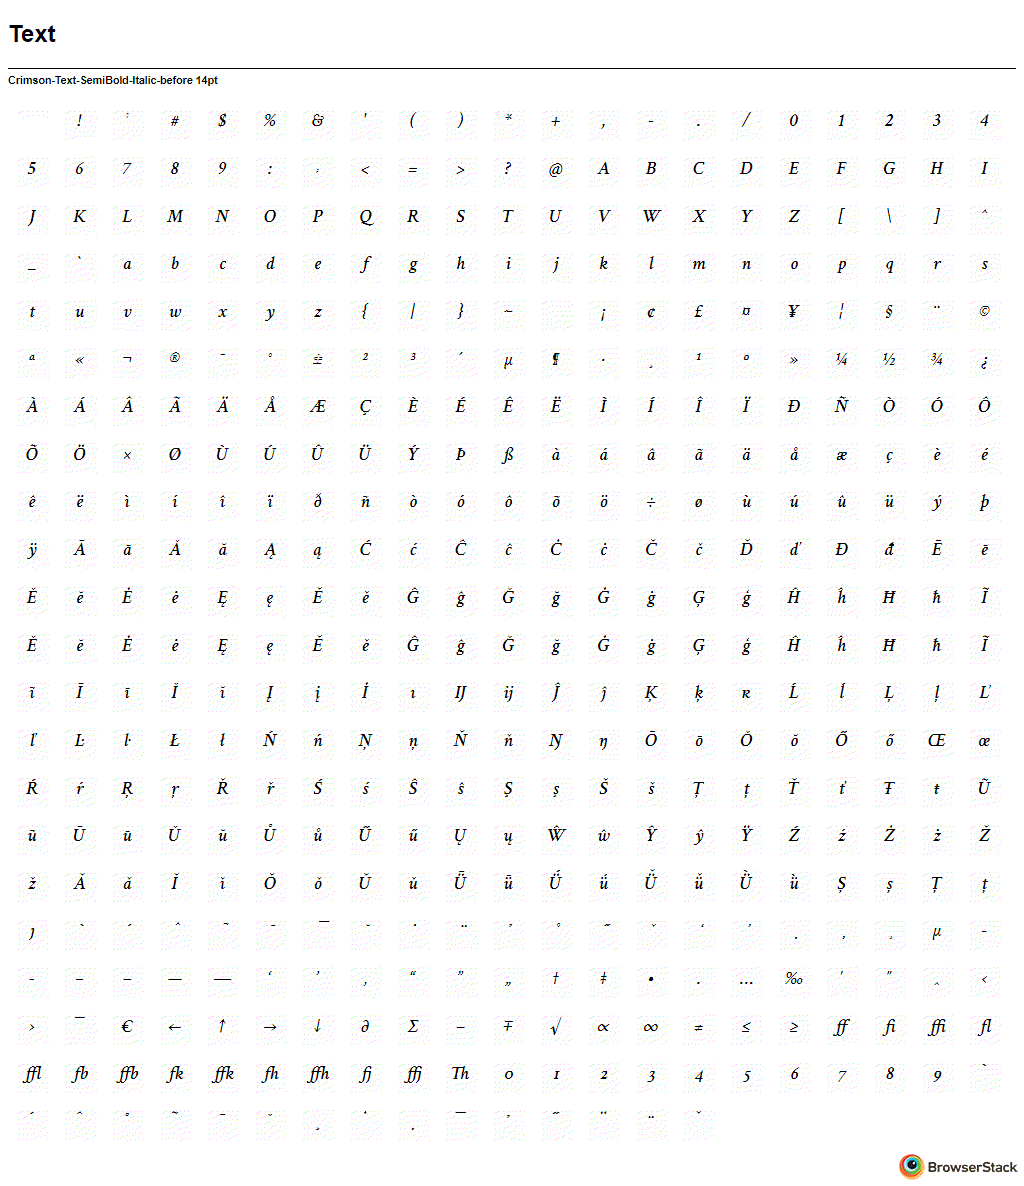 Text
Crimson-Text-SemiBold-Italic-before 14pt
! # $ % & ' ( ) * + , - . / 0 1 2 3 4
5 6 7 8 9 : ; < = > ? @ A B C D E F G H I
J K L M N O P Q R S T U V W X Y Z [ \ ] ^
_ ` a b c d e f g h i j k l m n o p q r s
t u v w x y z { | } ~ ¡ ¢ £ ¤ ¥ ¦ § ¨ ©
ª « ¬ ® ¯ ° ± ² ³ ´ µ ¶ · ¸ ¹ º » ¼ ½ ¾ ¿
À Á Â Ã Ä Å Æ Ç È É Ê Ë Ì Í Î Ï Ð Ñ Ò Ó Ô
Õ Ö × Ø Ù Ú Û Ü Ý Þ ß à á â ã ä å æ ç è é
ê ë ì í î ï ð ñ ò ó ô õ ö ÷ ø ù ú û ü ý þ
ÿ Ā ā Ă ă Ą ą Ć ć Ĉ ĉ Ċ ċ Č č Ď ď Đ đ Ē ē
Ĕ ĕ Ė ė Ę ę Ě ě Ĝ ĝ Ğ ğ Ġ ġ Ģ ģ Ĥ ĥ Ħ ħ Ĩ
Ĕ ĕ Ė ė Ę ę Ě ě Ĝ ĝ Ğ ğ Ġ ġ Ģ ģ Ĥ ĥ Ħ ħ Ĩ
ĩ Ī ī Ĭ ĭ Į į İ ı Ĳ ĳ Ĵ ĵ Ķ ķ ĸ Ĺ ĺ Ļ ļ Ľ
ľ Ŀ ŀ Ł ł Ń ń Ņ ņ Ň ň Ŋ ŋ Ō ō Ŏ ŏ Ő ő Œ œ
Ŕ ŕ Ŗ ŗ Ř ř Ś ś Ŝ ŝ Ş ş Š š Ţ ţ Ť ť Ŧ ŧ Ũ
ũ Ū ū Ŭ ŭ Ů ů Ű ű Ų ų Ŵ ŵ Ŷ ŷ Ÿ Ź ź Ż ż Ž
ž Ǎ ǎ Ǐ ǐ Ǒ ǒ Ǔ ǔ Ǖ ǖ Ǘ ǘ Ǚ ǚ Ǜ ǜ Ș ș Ț ț
ȷ ` ´ ˆ ˜ ˉ ¯ ˘ ˙ ¨ ˚ ˝ ˇ ‘ ’ . , ¸ µ -
- – – — — ‘ ’ ‚ “ ” „ † ‡ • . … ‰ ′ ″ ‸ ‹
› ‾ € ← ↑ → ↓ ∂ Σ − ∓ √ ∝ ∞ ≠ ≤ ≥ ff fi ffi fl
ffl fb ffb fk ffk fh ffh fj ffj Th 0 1 2 3 4 5 6 7 8 9 `
BrowserStack